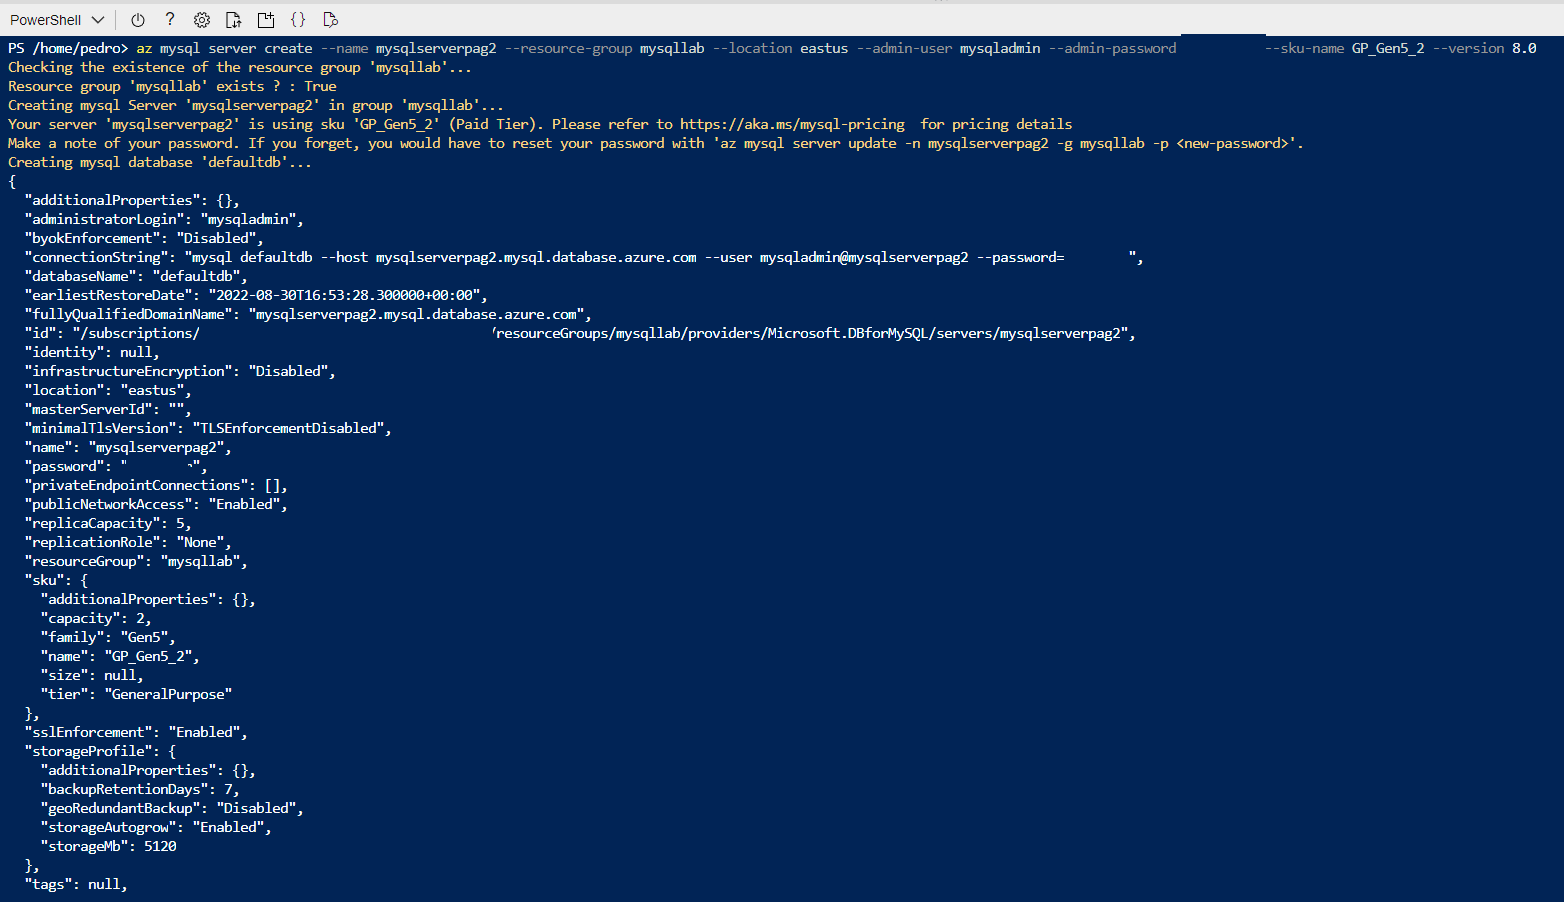 PowerShell
PS /home/pedro> az mysql server create --name mysqlserverpag2 --resource-group mysqllab --location eastus --admin-user mysqladmin --admin-password --sku-name GP_Gen5_2 --version 8.0
Checking the existence of the resource group 'mysqllab'...
Resource group 'mysqllab' exists ? : True
Creating mysql Server 'mysqlserverpag2' in group 'mysqllab'...
Your server 'mysqlserverpag2' is using sku 'GP_Gen5_2' (Paid Tier). Please refer to https://aka.ms/mysql-pricing  for pricing details
Make a note of your password. If you forget, you would have to reset your password with 'az mysql server update -n mysqlserverpag2 -g mysqllab -p <new-password>'.
Creating mysql database 'defaultdb'...
{
  "additionalProperties": {},
  "administratorLogin": "mysqladmin",
  "byokEnforcement": "Disabled",
  "connectionString": "mysql defaultdb --host mysqlserverpag2.mysql.database.azure.com --user mysqladmin@mysqlserverpag2 --password=        ",
  "databaseName": "defaultdb",
  "earliestRestoreDate": "2022-08-30T16:53:28.300000+00:00",
  "fullyQualifiedDomainName": "mysqlserverpag2.mysql.database.azure.com",
  "id": "/subscriptions/                                    /resourceGroups/mysqllab/providers/Microsoft.DBforMySQL/servers/mysqlserverpag2",
  "identity": null,
  "infrastructureEncryption": "Disabled",
  "location": "eastus",
  "masterServerId": "",
  "minimalTlsVersion": "TLSEnforcementDisabled",
  "name": "mysqlserverpag2",
  "password": "        ",
  "privateEndpointConnections": [],
  "publicNetworkAccess": "Enabled",
  "replicaCapacity": 5,
  "replicationRole": "None",
  "resourceGroup": "mysqllab",
  "sku": {
    "additionalProperties": {},
    "capacity": 2,
    "family": "Gen5",
    "name": "GP_Gen5_2",
    "size": null,
    "tier": "GeneralPurpose"
  },
  "sslEnforcement": "Enabled",
  "storageProfile": {
    "additionalProperties": {},
    "backupRetentionDays": 7,
    "geoRedundantBackup": "Disabled",
    "storageAutogrow": "Enabled",
    "storageMb": 5120
  },
  "tags": null,